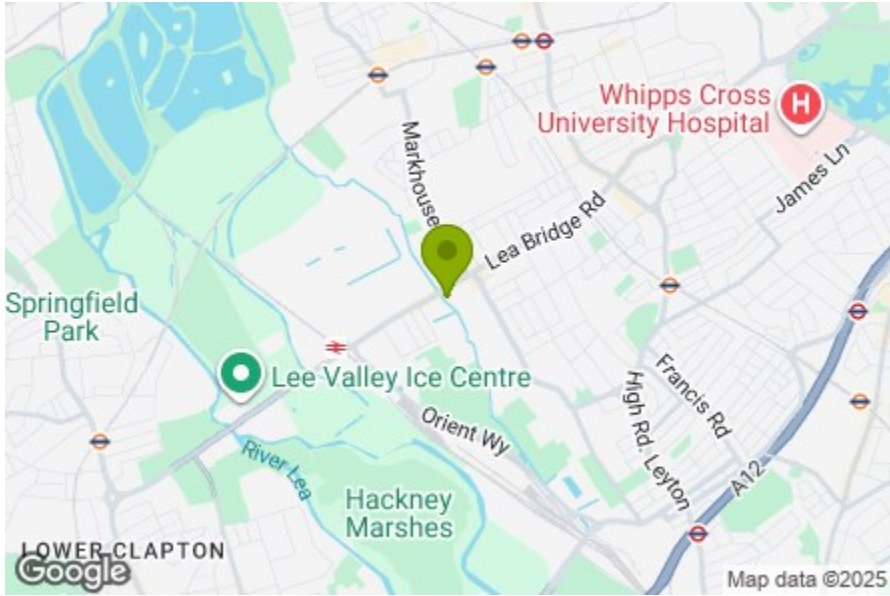 Whipps Cross
University Hospital
H
James Ln
Markhouse
Lea Bridge Rd
Springfield
Park
Lee Valley Ice Centre
Francis Rd
High Rd. Leyton
Orient Wy
A12
River Lea
Hackney
Marshes
LOWER CLAPTON
Google
Map data ©2025